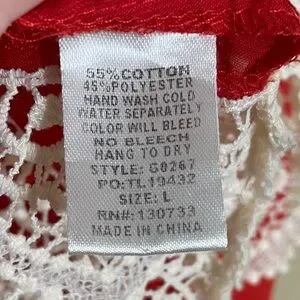 55%COTTON
45%POLYESTER
HAND WASH COLD
WATER SEPARATELY
COLOR WILL BLEED
NO BLEECH
HANG TO DRY
STYLE: G0267
PO:TL19432
SIZE: L
RN#: 130733
MADE IN CHINA